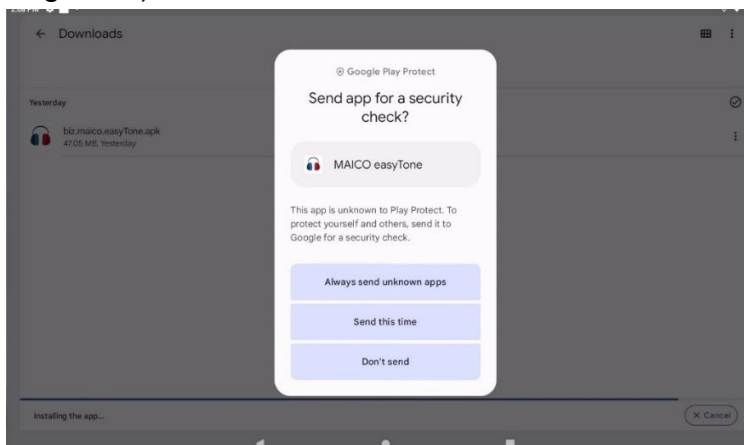 Downloads
Google Play Protect
Send app for a security
check?
Yesterday
biz.maico.easyTone.apk
47.05 MB, Yesterday
MAICO easyTone
This app is unknown to Play Protect. To
protect yourself and others, send it to
Google for a security check.
Always send unknown apps
Send this time
Don't send
Installing the app...
Cancel